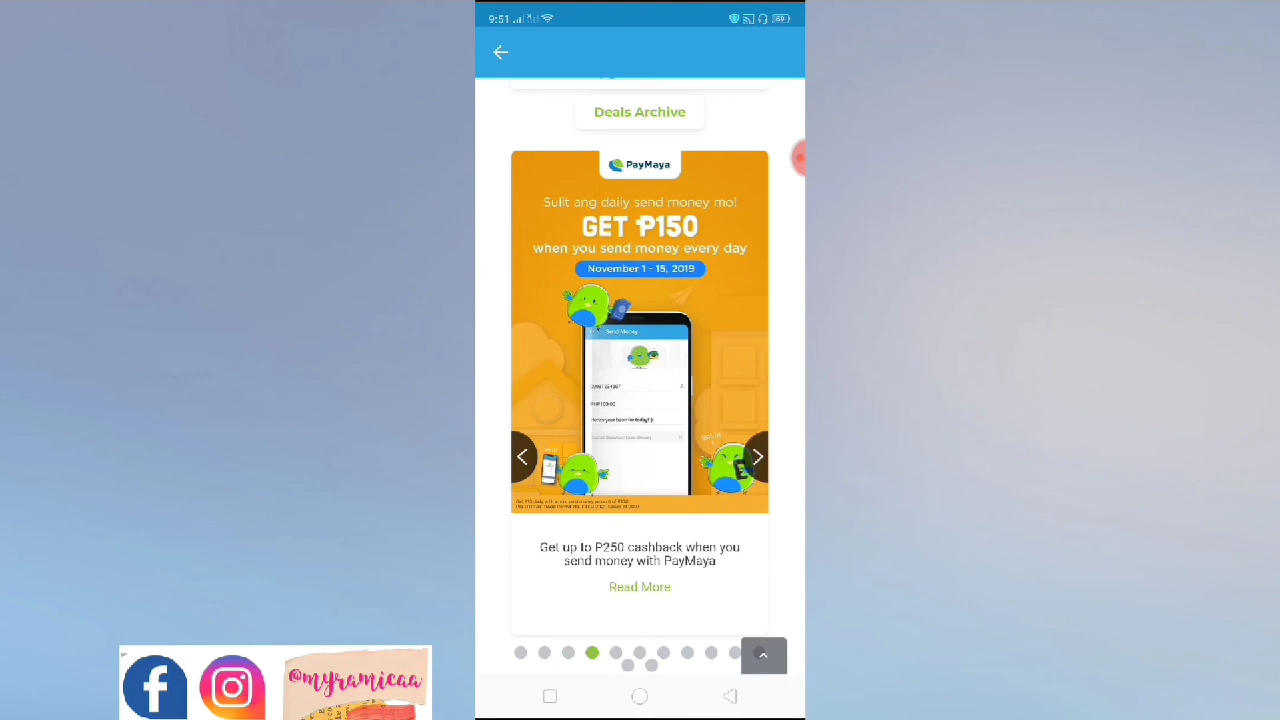 9:51
69
Deals Archive
PayMaya
Sulit ang daily send money mo!
GET ₱150
when you send money every day
November 1 - 15, 2019
Send Money
Get up to P250 cashback when you
send money with PayMaya
Read More
@myramicaa